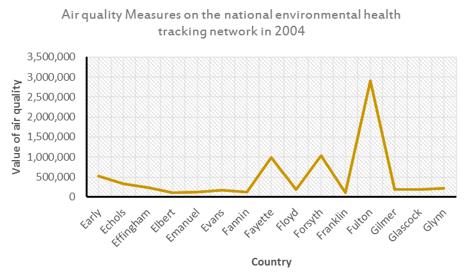 Air quality Measures on the national environmental health
tracking network in 2004
Value of air quality
3,500,000
3,000,000
2,500,000
2,000,000
1,500,000
1,000,000
500,000
0
Early
Echols
Effingham
Elbert
Emanuel
Evans
Fannin
Fayette
Floyd
Forsyth
Franklin
Fulton
Gilmer
Glascock
Glynn
Country